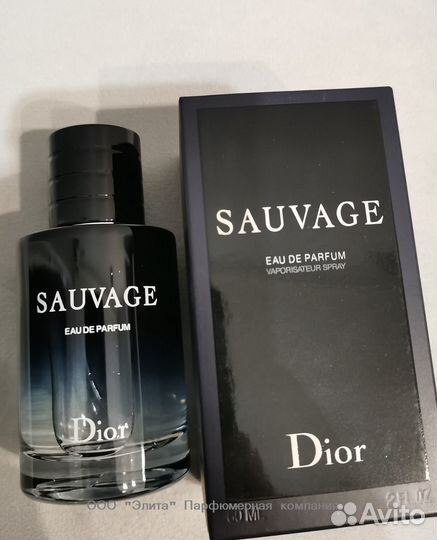 SAUVAGE
EAU DE PARFUM
Dior
SAUVAGE
EAU DE PARFUM
VAPORISATEUR SPRAY
Dior
ООО "Элита" Парфюмерная компания
Avito